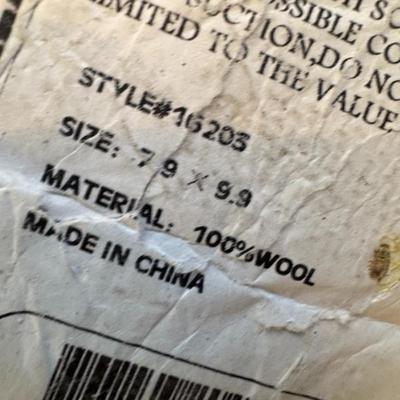 SSIBLE CO
UCTION, DO NO
LIMITED TO THE VALUE
STYLE#16203
SIZE: 7.9 X 9.9
MATERIAL: 100%WOOL
MADE IN CHINA